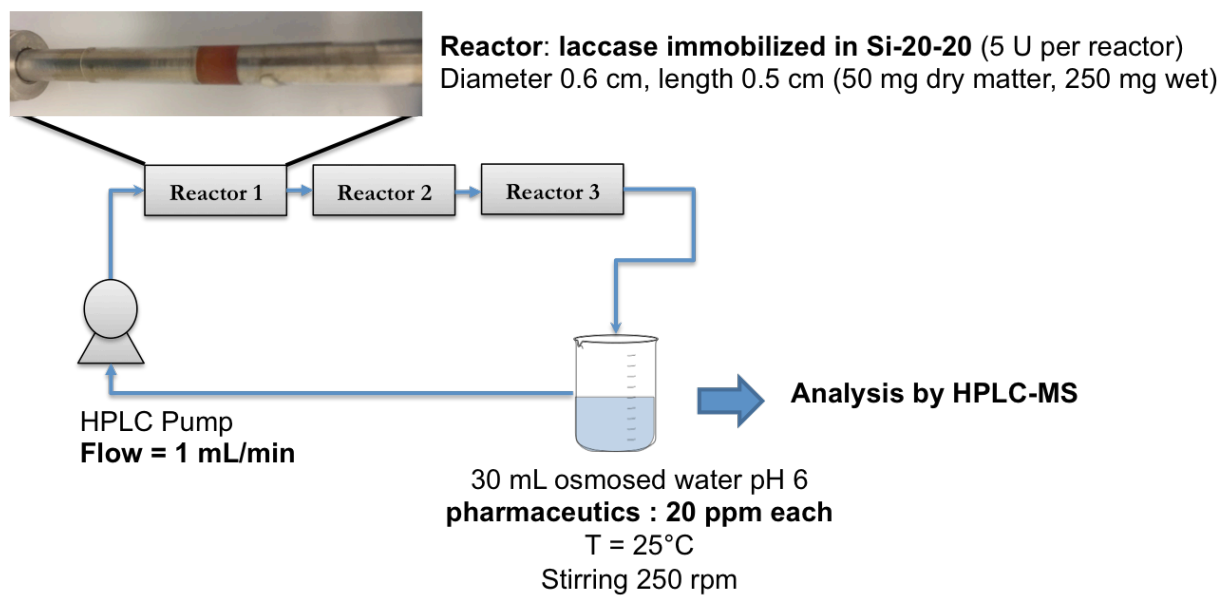 Reactor: laccase immobilized in Si-20-20 (5 U per reactor)
Diameter 0.6 cm, length 0.5 cm (50 mg dry matter, 250 mg wet)
Reactor 1
Reactor 2
Reactor 3
Analysis by HPLC-MS
HPLC Pump
Flow = 1 mL/min
30 mL osmosed water pH 6
pharmaceutics : 20 ppm each
T = 25°C
Stirring 250 rpm